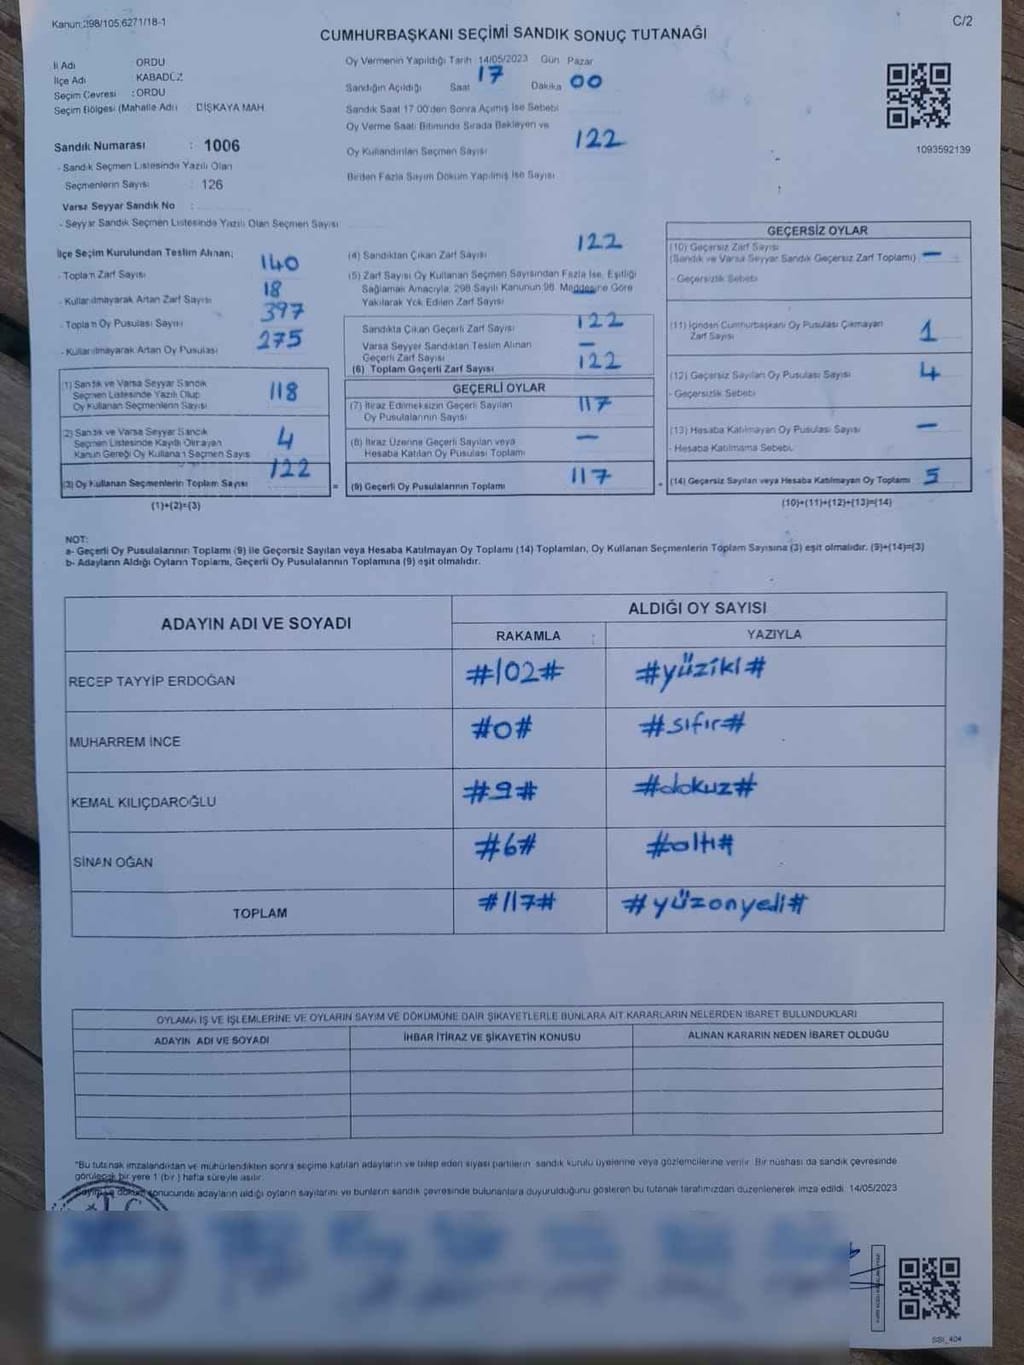 Kanun:298/105,6271/18-1
C/2
CUMHURBAŞKANI SEÇİMİ SANDIK SONUÇ TUTANAĞI
İl Adı : ORDU
İlçe Adı : KABADÜZ
Seçim Çevresi : ORDU
Seçim Bölgesi (Mahalle Adı) : DIŞKAYA MAH
Sandık Numarası : 1006
- Sandık Seçmen Listesinde Yazılı Olan
Seçmenlerin Sayısı : 126
Varsa Seyyar Sandık No :
- Seyyar Sandık Seçmen Listesinde Yazılı Olan Seçmen Sayısı
Oy Vermenin Yapıldığı Tarih 14/05/2023 Gün Pazar
Sandığın Açıldığı Saat 17 Dakika 00
Sandık Saat 17.00'den Sonra Açımış İse Sebebi
Oy Verme Saati Bitiminde Sırada Bekleyen ve
Oy Kullandırılan Seçmen Sayısı 122
Birden Fazla Sayım Döküm Yapılmış İse Sayısı
1093592139
İlçe Seçim Kurulundan Teslim Alınan;
- Toplam Zarf Sayısı 140
- Kullanılmayarak Artan Zarf Sayısı 18
- Toplam Oy Pusulası Sayısı 397
- Kullanılmayarak Artan Oy Pusulası 275
1) Sandık ve Varsa Seyyar Sandık
Seçmen Listesinde Yazılı Olup
Oy Kullanan Seçmenlerin Sayısı 118
2) Sandık ve Varsa Seyyar Sandık
Seçmen Listesinde Kayıtlı Olmayan
Kanun Gereği Oy Kullanan Seçmen Sayıs 4
(3) Oy Kullanan Seçmenlerin Toplam Sayısı 122
(1)+(2)=(3)
(4) Sandıktan Çıkan Zarf Sayısı 122
(5) Zarf Sayısı Oy Kullanan Seçmen Sayısından Fazla İse, Eşitliği
Sağlamak Amacıyla, 298 Sayılı Kanunun 98. Maddesine Göre
Yakılarak Yok Edilen Zarf Sayısı —
Sandıkta Çıkan Geçerli Zarf Sayısı 122
Varsa Seyyer Sandıktan Teslim Alınan
Geçerli Zarf Sayısı —
(6) Toplam Geçerli Zarf Sayısı 122
GEÇERLİ OYLAR
(7) İtiraz Edilmeksizin Geçerli Sayılan
Oy Pusulalarının Sayısı 117
(8) İtiraz Üzerine Geçerli Sayılan veya
Hesaba Katılan Oy Pusulası Toplamı —
= (9) Geçerli Oy Pusulalarının Toplamı 117
GEÇERSİZ OYLAR
(10) Geçersiz Zarf Sayısı
(Sandık ve Varsa Seyyar Sandık Geçersiz Zarf Toplamı) —
- Geçersizlik Sebebi
(11) İçinden Cumhurbaşkanı Oy Pusulası Çıkmayan
Zarf Sayısı 1
(12) Geçersiz Sayılan Oy Pusulası Sayısı 4
- Geçersizlik Sebebi
(13) Hesaba Katılmayan Oy Pusulası Sayısı —
- Hesaba Katılmama Sebebi,
+ (14) Geçersiz Sayılan veya Hesaba Katılmayan Oy Toplamı 5
(10)+(11)+(12)+(13)=(14)
NOT:
a- Geçerli Oy Pusulalarının Toplamı (9) ile Geçersiz Sayılan veya Hesaba Katılmayan Oy Toplamı (14) Toplamları, Oy Kullanan Seçmenlerin Toplam Sayısına (3) eşit olmalıdır. (9)+(14)=(3)
b- Adayların Aldığı Oyların Toplamı, Geçerli Oy Pusulalarının Toplamına (9) eşit olmalıdır.
ADAYIN ADI VE SOYADI ALDIĞI OY SAYISI
RAKAMLA YAZIYLA
RECEP TAYYİP ERDOĞAN #102# #yüziki#
MUHARREM İNCE #0# #sıfır#
KEMAL KILIÇDAROĞLU #9# #dokuz#
SİNAN OĞAN #6# #altı#
TOPLAM #117# #yüzonyedi#
OYLAMA İŞ VE İŞLEMLERİNE VE OYLARIN SAYIM VE DÖKÜMÜNE DAİR ŞİKAYETLERLE BUNLARA AİT KARARLARIN NELERDEN İBARET BULUNDUKLARI
ADAYIN ADI VE SOYADI İHBAR İTİRAZ VE ŞİKAYETİN KONUSU ALINAN KARARIN NEDEN İBARET OLDUĞU
*Bu tutanak imzalandıktan ve mühürlendikten sonra seçime katılan adayların ve talep eden siyasi partilerin sandık kurulu üyelerine veya gözlemcilerine verilir. Bir nüshası da sandık çevresinde
görülecek bir yere 1 (bir) hafta süreyle asılır.
Sayım ve döküm sonucunda adayların aldığı oyların sayılarını ve bunların sandık çevresinde bulunanlara duyurulduğunu gösteren bu tutanak tarafımızdan düzenlenerek imza edildi. 14/05/2023
SSI_404